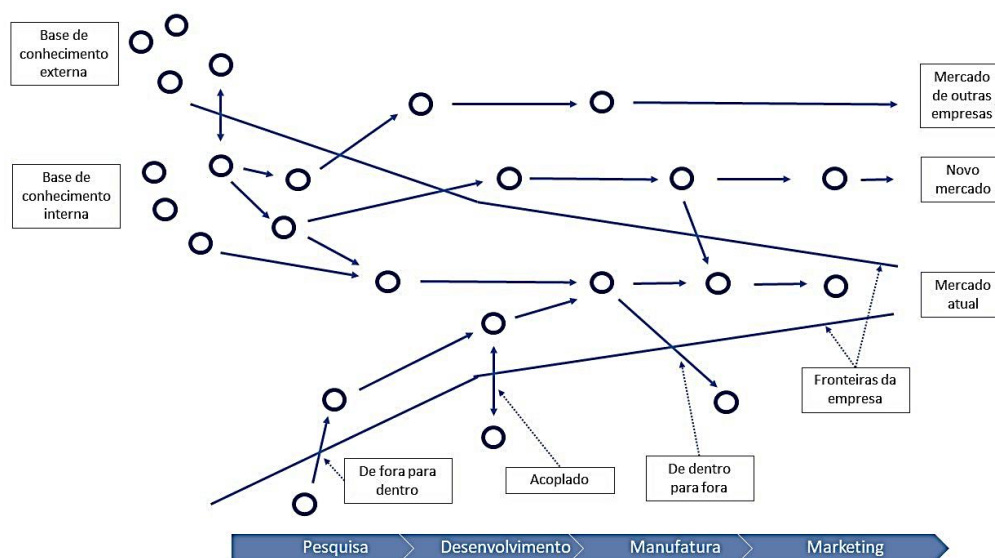 Base de
conhecimento
externa
Mercado
de outras
empresas
Base de
conhecimento
interna
Novo
mercado
Mercado
atual
Fronteiras da
empresa
De fora para
dentro
Acoplado
De dentro
para fora
Pesquisa
Desenvolvimento
Manufatura
Marketing